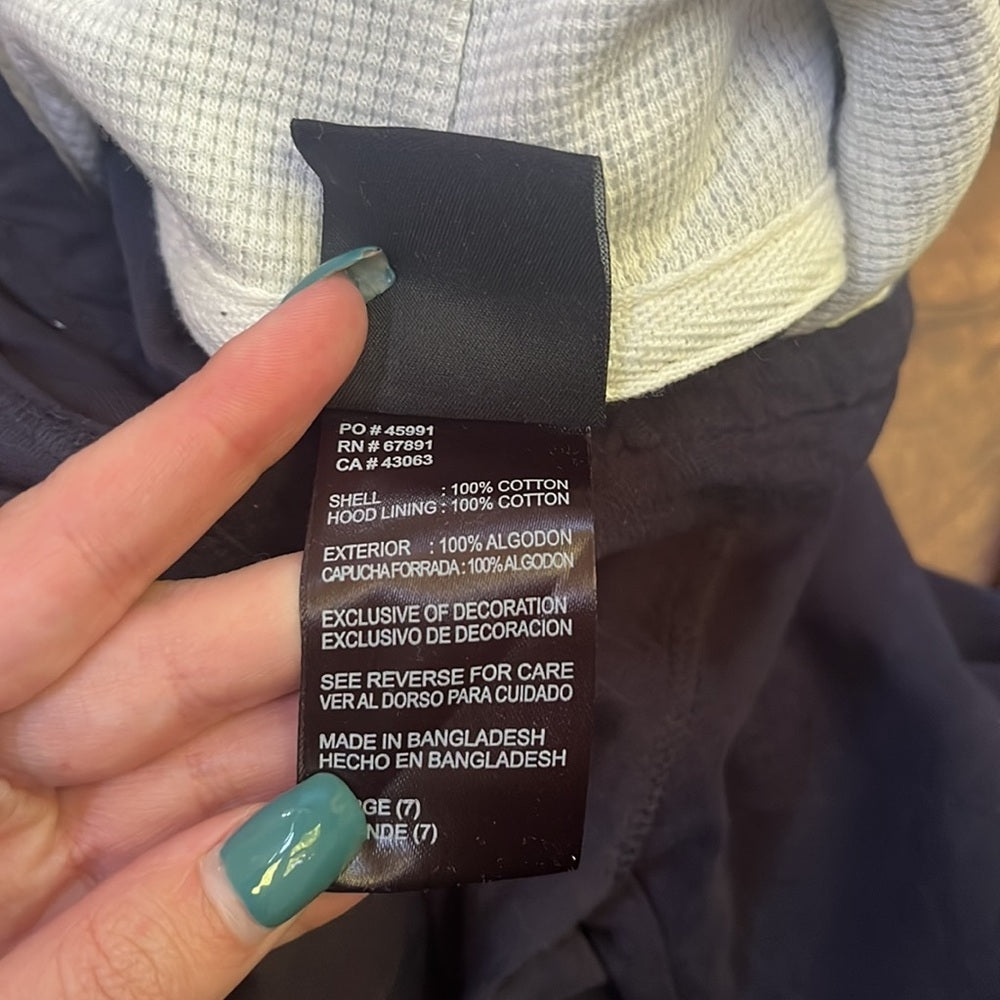 PO # 45991
RN # 67891
CA # 43063
SHELL : 100% COTTON
HOOD LINING : 100% COTTON
EXTERIOR : 100% ALGODON
CAPUCHA FORRADA : 100% ALGODON
EXCLUSIVE OF DECORATION
EXCLUSIVO DE DECORACION
SEE REVERSE FOR CARE
VER AL DORSO PARA CUIDADO
MADE IN BANGLADESH
HECHO EN BANGLADESH
GE (7)
NDE (7)